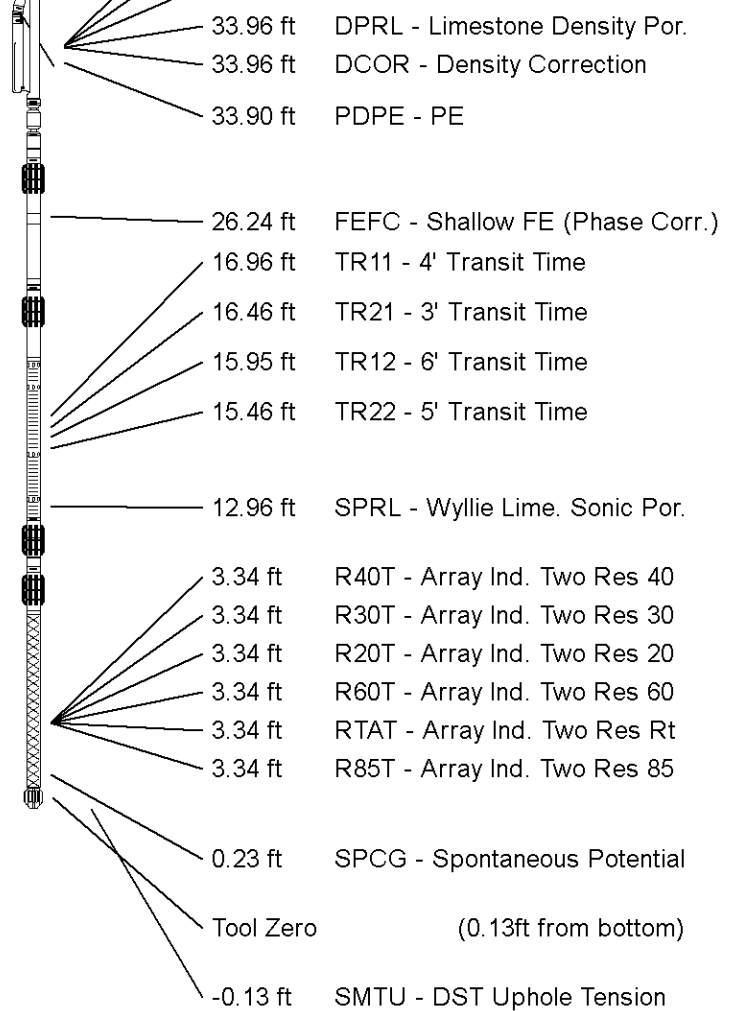 33.96 ft DPRL - Limestone Density Por.
33.96 ft DCOR - Density Correction
33.90 ft PDPE - PE
26.24 ft FEFC - Shallow FE (Phase Corr.)
16.96 ft TR11 - 4' Transit Time
16.46 ft TR21 - 3' Transit Time
15.95 ft TR12 - 6' Transit Time
15.46 ft TR22 - 5' Transit Time
12.96 ft SPRL - Wyllie Lime. Sonic Por.
3.34 ft R40T - Array Ind. Two Res 40
3.34 ft R30T - Array Ind. Two Res 30
3.34 ft R20T - Array Ind. Two Res 20
3.34 ft R60T - Array Ind. Two Res 60
3.34 ft RTAT - Array Ind. Two Res Rt
3.34 ft R85T - Array Ind. Two Res 85
0.23 ft SPCG - Spontaneous Potential
Tool Zero (0.13ft from bottom)
-0.13 ft SMTU - DST Uphole Tension